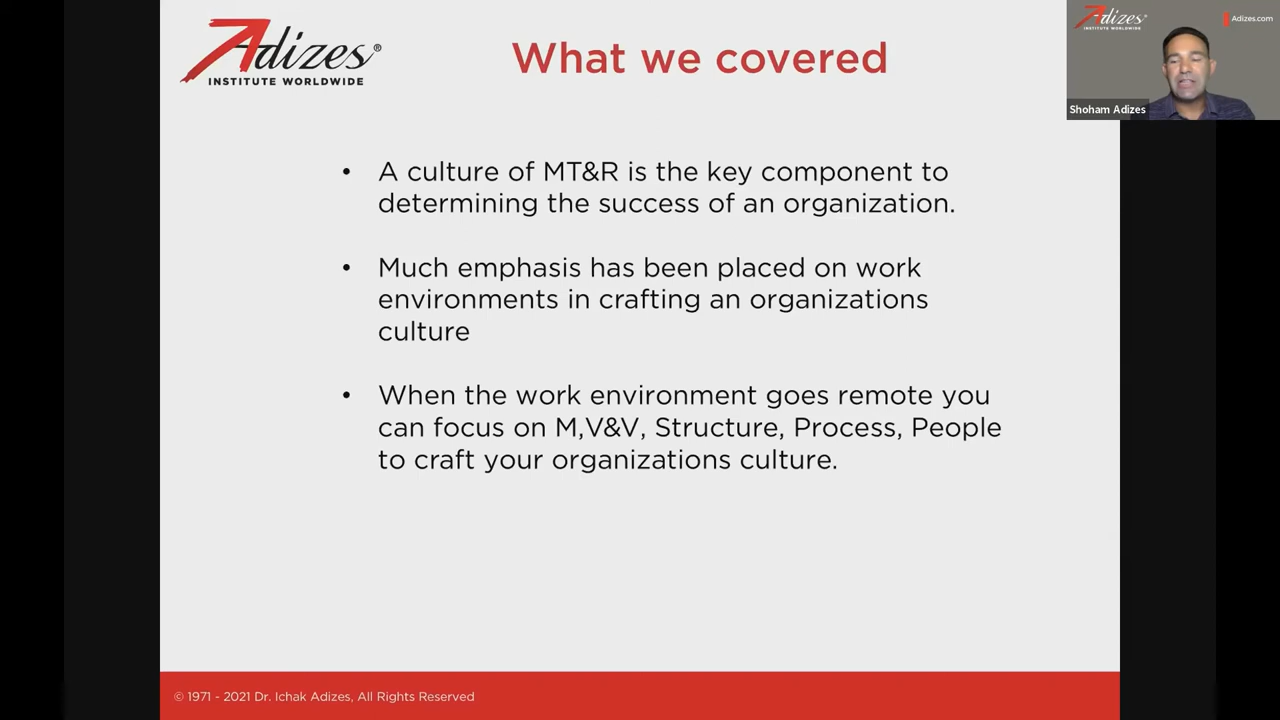 Adizes®
INSTITUTE WORLDWIDE
What we covered
• A culture of MT&R is the key component to
determining the success of an organization.
• Much emphasis has been placed on work
environments in crafting an organizations
culture
• When the work environment goes remote you
can focus on M,V&V, Structure, Process, People
to craft your organizations culture.
© 1971 - 2021 Dr. Ichak Adizes, All Rights Reserved
Adizes
INSTITUTE WORLDWIDE
Adizes.com
Shoham Adizes